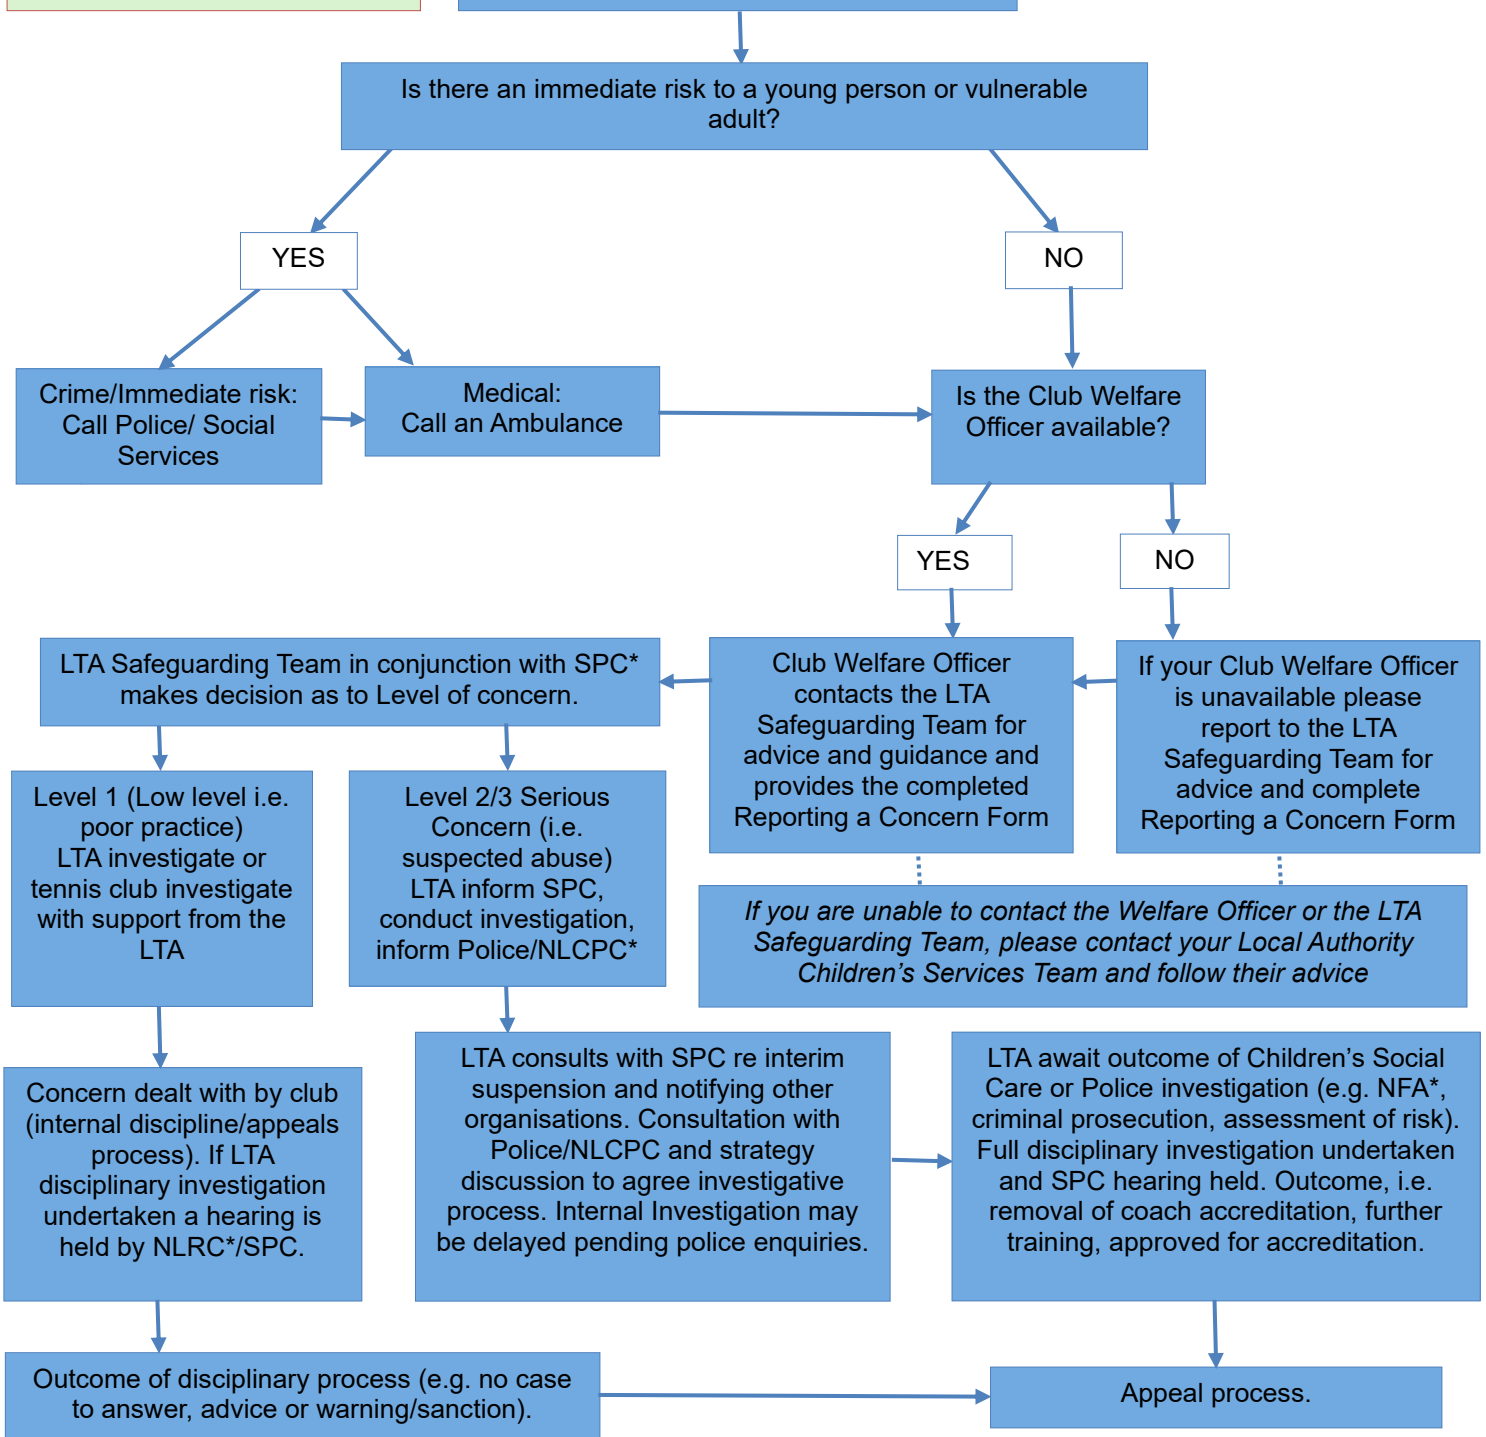 Is there an immediate risk to a young person or vulnerable
adult?
YES
NO
Crime/Immediate risk:
Call Police/ Social
Services
Medical:
Call an Ambulance
Is the Club Welfare
Officer available?
YES
NO
LTA Safeguarding Team in conjunction with SPC*
makes decision as to Level of concern.
Club Welfare Officer
contacts the LTA
Safeguarding Team for
advice and guidance and
provides the completed
Reporting a Concern Form
If your Club Welfare Officer
is unavailable please
report to the LTA
Safeguarding Team for
advice and complete
Reporting a Concern Form
Level 1 (Low level i.e.
poor practice)
LTA investigate or
tennis club investigate
with support from the
LTA
Level 2/3 Serious
Concern (i.e.
suspected abuse)
LTA inform SPC,
conduct investigation,
inform Police/NLCPC*
If you are unable to contact the Welfare Officer or the LTA
Safeguarding Team, please contact your Local Authority
Children’s Services Team and follow their advice
Concern dealt with by club
(internal discipline/appeals
process). If LTA
disciplinary investigation
undertaken a hearing is
held by NLRC*/SPC.
LTA consults with SPC re interim
suspension and notifying other
organisations. Consultation with
Police/NLCPC and strategy
discussion to agree investigative
process. Internal Investigation may
be delayed pending police enquiries.
LTA await outcome of Children’s Social
Care or Police investigation (e.g. NFA*,
criminal prosecution, assessment of risk).
Full disciplinary investigation undertaken
and SPC hearing held. Outcome, i.e.
removal of coach accreditation, further
training, approved for accreditation.
Outcome of disciplinary process (e.g. no case
to answer, advice or warning/sanction).
Appeal process.